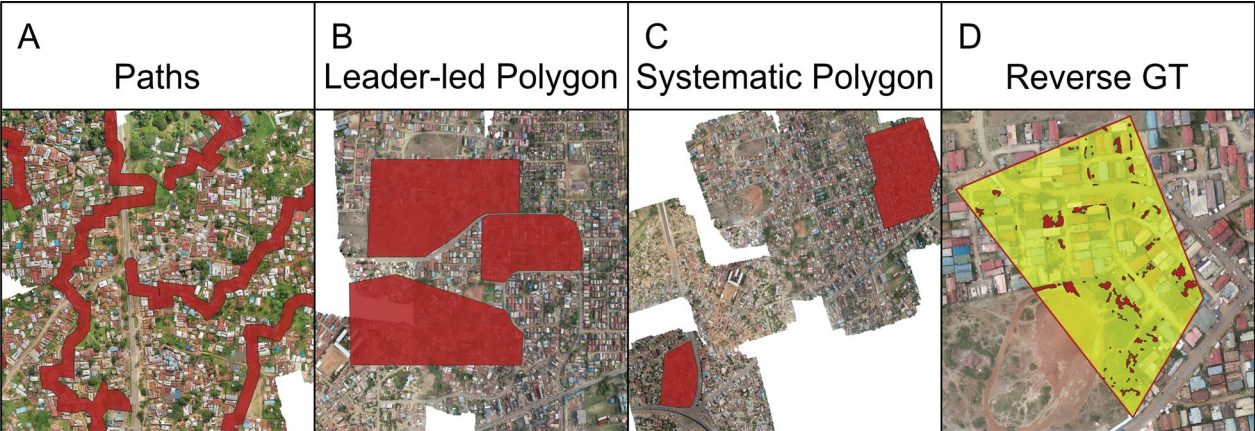 A
Paths
B
Leader-led Polygon
C
Systematic Polygon
D
Reverse GT